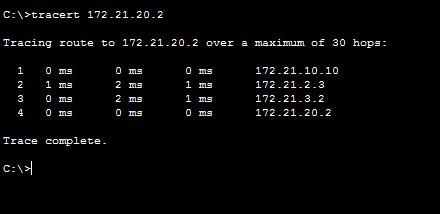 C:\>tracert 172.21.20.2
Tracing route to 172.21.20.2 over a maximum of 30 hops:
1 0 ms 0 ms 0 ms 172.21.10.10
2 1 ms 2 ms 1 ms 172.21.2.3
3 0 ms 2 ms 1 ms 172.21.3.2
4 0 ms 0 ms 0 ms 172.21.20.2
Trace complete.
C:\>